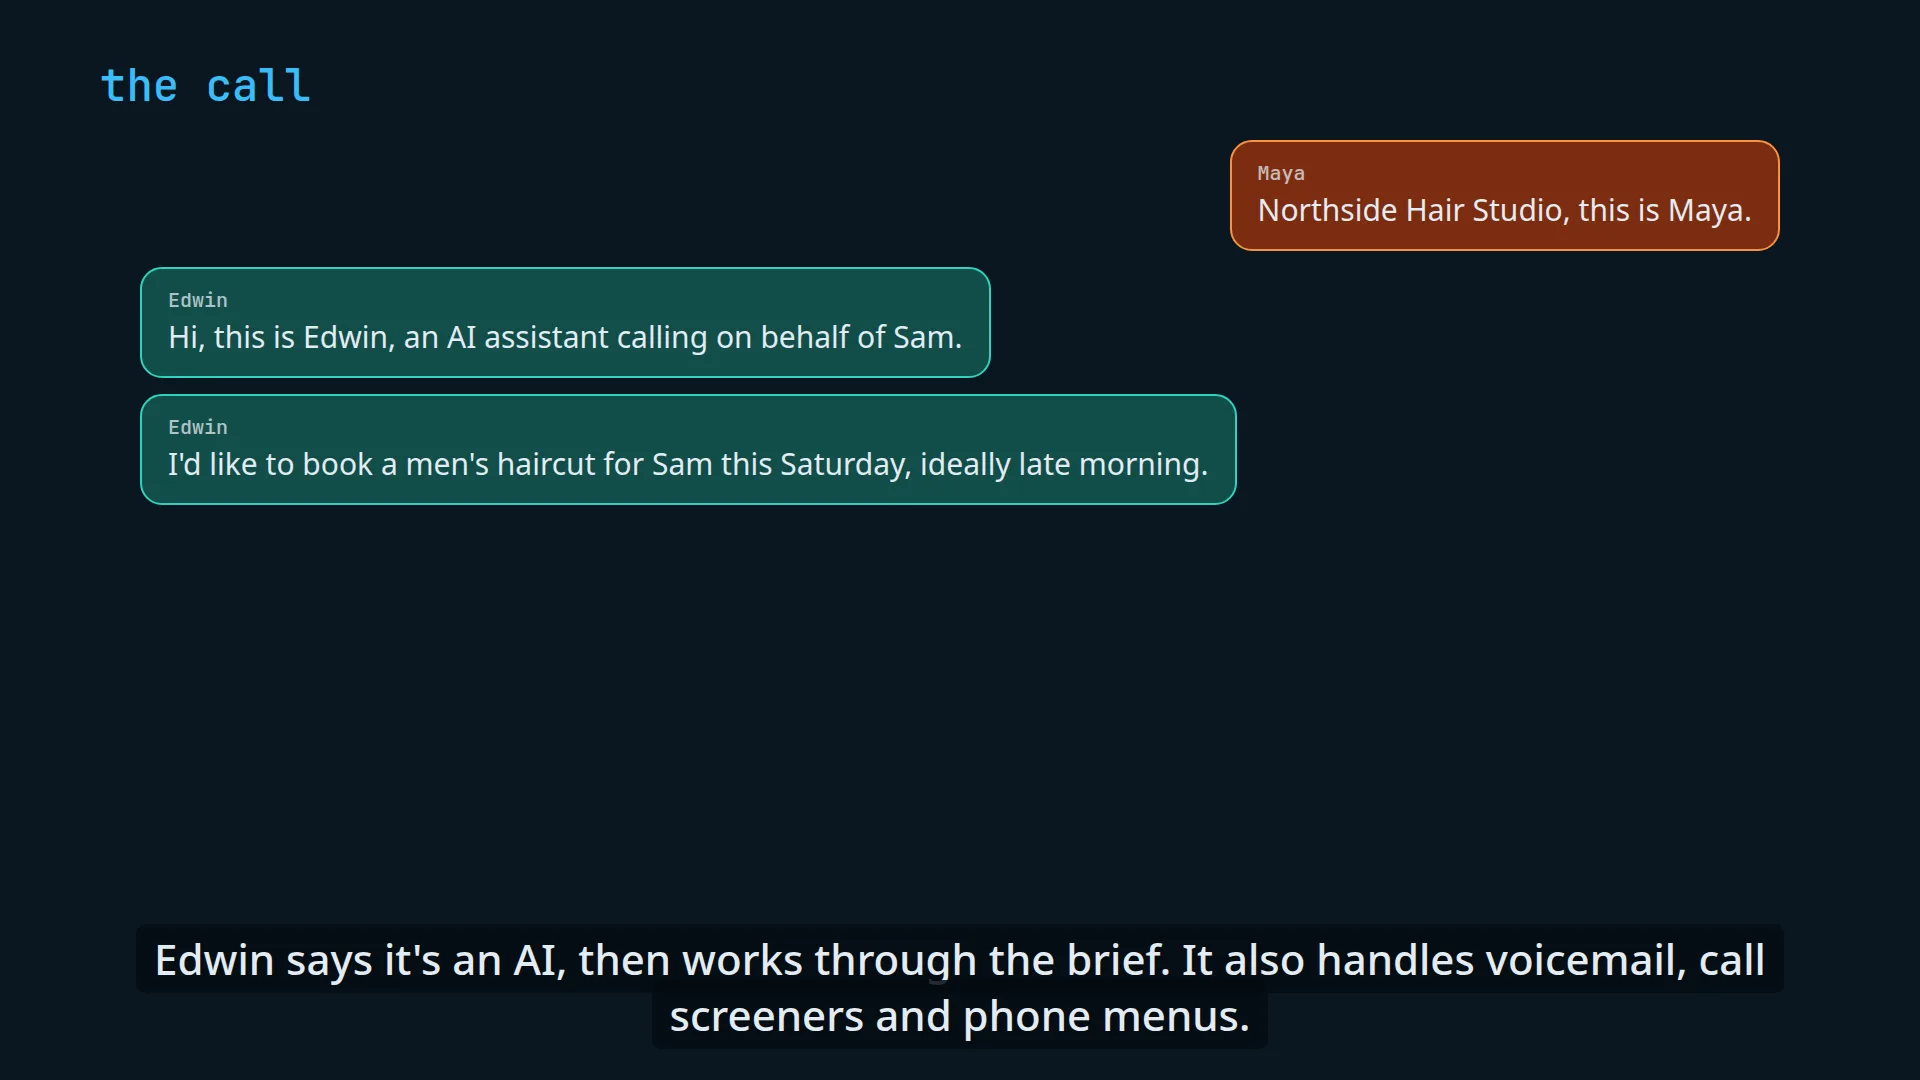 the call
Maya
Northside Hair Studio, this is Maya.
Edwin
Hi, this is Edwin, an AI assistant calling on behalf of Sam.
Edwin
I'd like to book a men's haircut for Sam this Saturday, ideally late morning.
Edwin says it's an AI, then works through the brief. It also handles voicemail, call
screeners and phone menus.